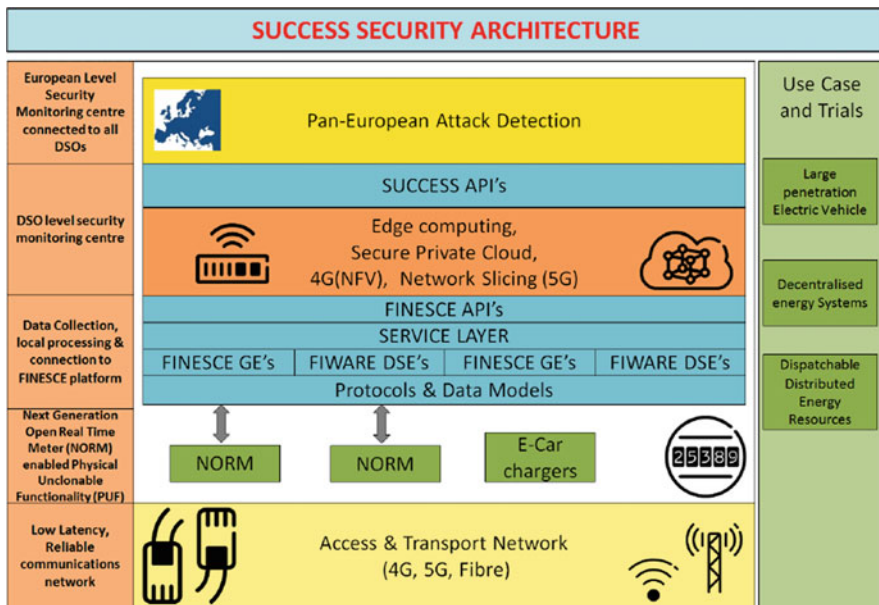 SUCCESS SECURITY ARCHITECTURE
European Level
Security
Monitoring centre
connected to all
DSOs
Pan-European Attack Detection
Use Case
and Trials
SUCCESS API's
Large
penetration
Electric Vehicle
DSO level security
monitoring centre
Edge computing,
Secure Private Cloud,
4G(NFV), Network Slicing (5G)
Decentralised
energy Systems
Data Collection,
local processing &
connection to
FINESCE platform
FINESCE API's
SERVICE LAYER
FINESCE GE's
FIWARE DSE's
FINESCE GE's
FIWARE DSE's
Protocols & Data Models
Dispatchable
Distributed
Energy
Resources
Next Generation
Open Real Time
Meter (NORM)
enabled Physical
Unclonable
Functionality (PUF)
NORM
NORM
E-Car
chargers
25389
Low Latency,
Reliable
communications
network
Access & Transport Network
(4G, 5G, Fibre)